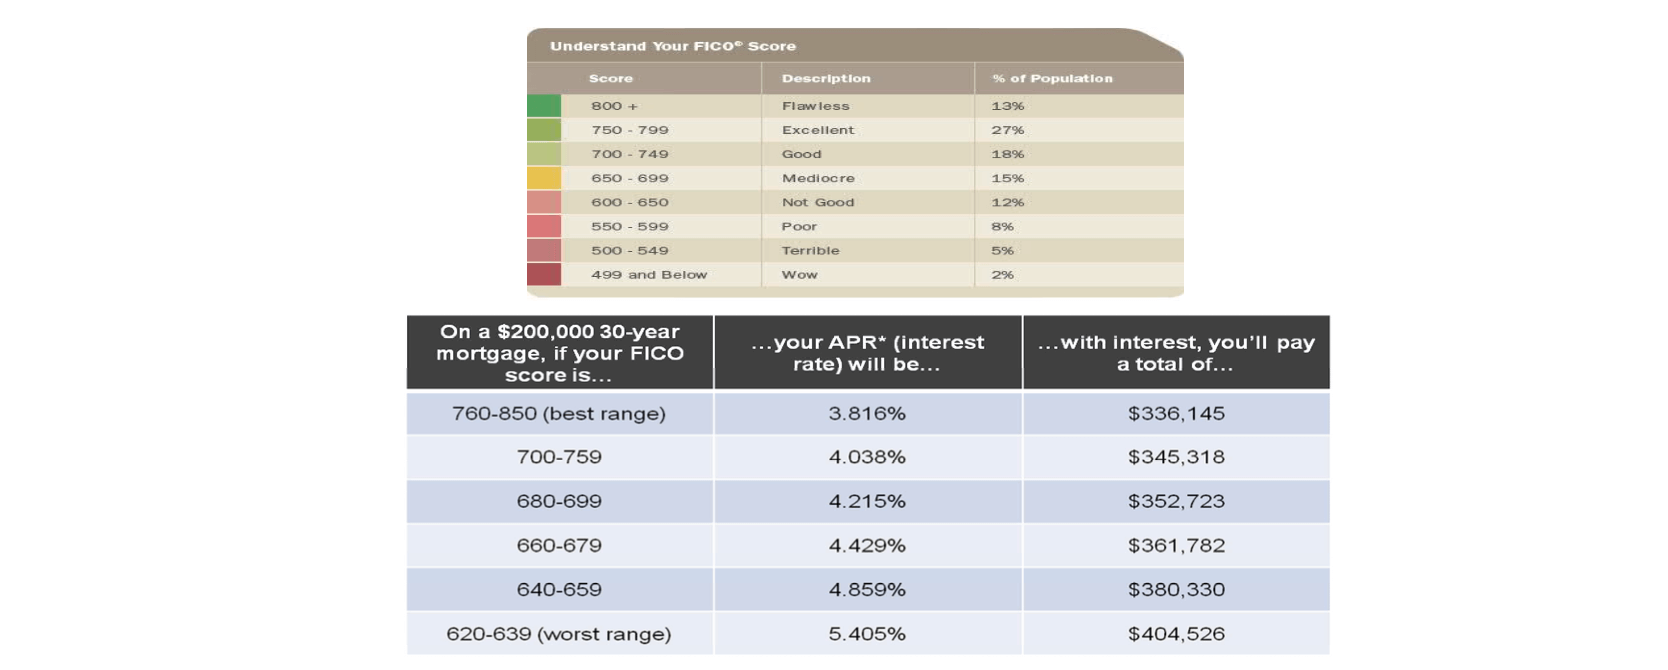 Understand Your FICO® Score
Score Description % of Population
800 + Flawless 13%
750 - 799 Excellent 27%
700 - 749 Good 18%
650 - 699 Mediocre 15%
600 - 650 Not Good 12%
550 - 599 Poor 8%
500 - 549 Terrible 5%
499 and Below Wow 2%
On a $200,000 30-year
mortgage, if your FICO
score is...
...your APR* (interest
rate) will be...
...with interest, you'll pay
a total of...
760-850 (best range) 3.816% $336,145
700-759 4.038% $345,318
680-699 4.215% $352,723
660-679 4.429% $361,782
640-659 4.859% $380,330
620-639 (worst range) 5.405% $404,526